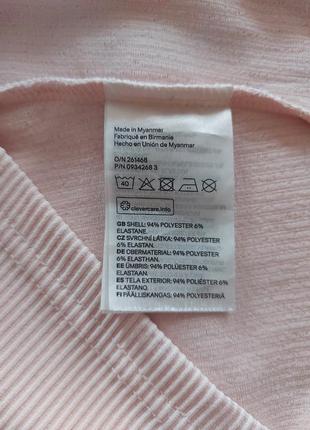 Made in Myanmar
Fabriqué en Birmanie
Hecho en Unión de Myanmar
O/N 261468
P/N 0934268 3
40
clevercare.info
GB SHELL: 94% POLYESTER 6%
ELASTANE.
CZ SVRCHNÍ LÁTKA: 94% POLYESTER
6% ELASTAN.
DE OBERMATERIAL: 94% POLYESTER
6% ELASTHAN.
EE ÜMBRIS: 94% POLÜESTER 6%
ELASTAAN.
ES TELA EXTERIOR: 94% POLIÉSTER 6%
ELASTANO.
FI PÄÄLLISKANGAS: 94% POLYESTERIÄ